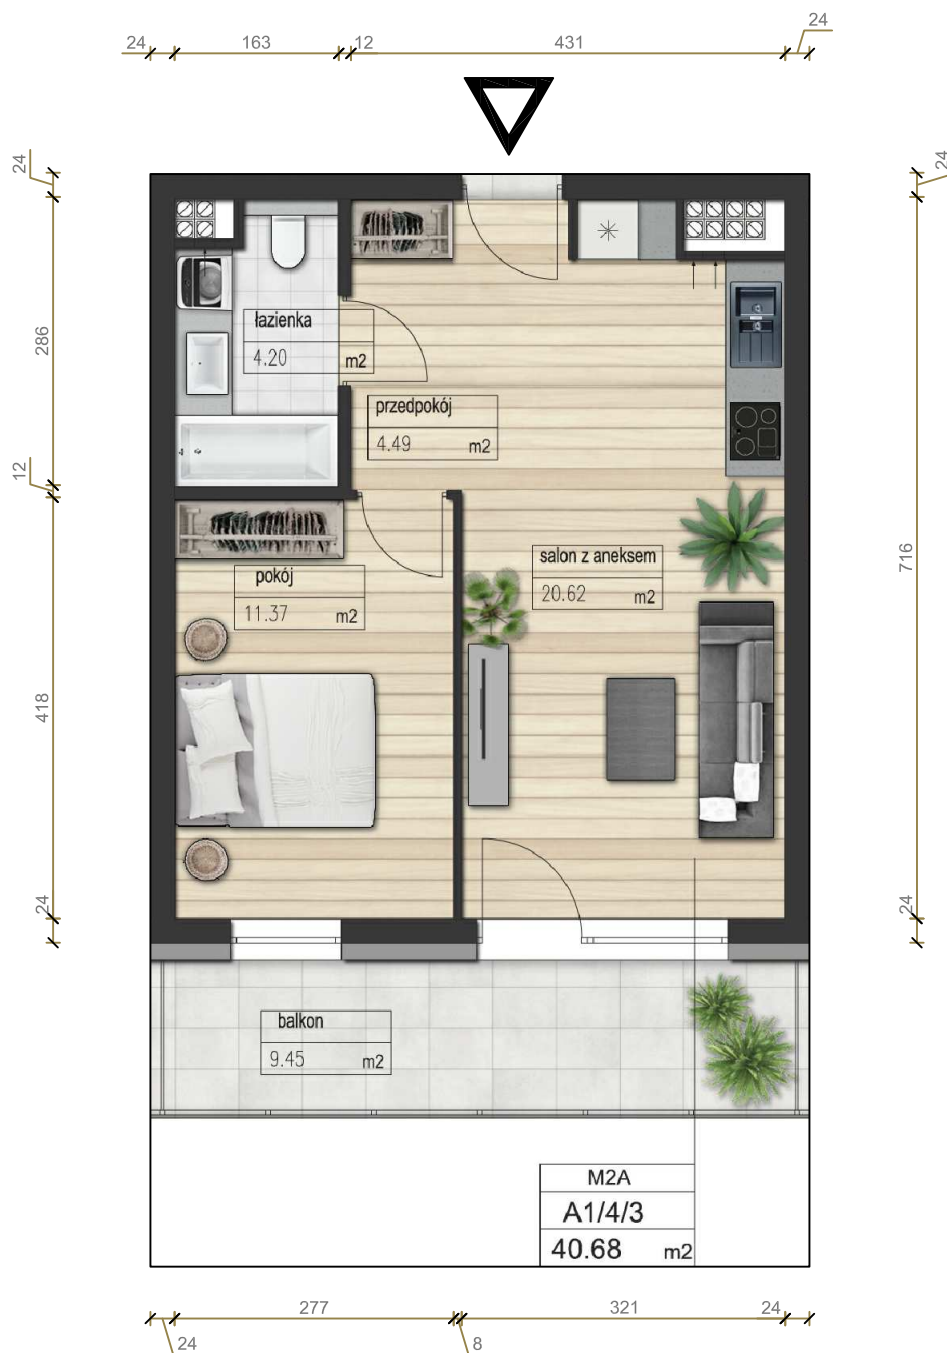 24
163
12
431
24
24
24
286
łazienka
4.20 m2
przedpokój
4.49 m2
12
716
salon z aneksem
20.62 m2
pokój
11.37 m2
418
24
24
balkon
9.45 m2
M2A
A1/4/3
40.68 m2
277
321
24
24
8